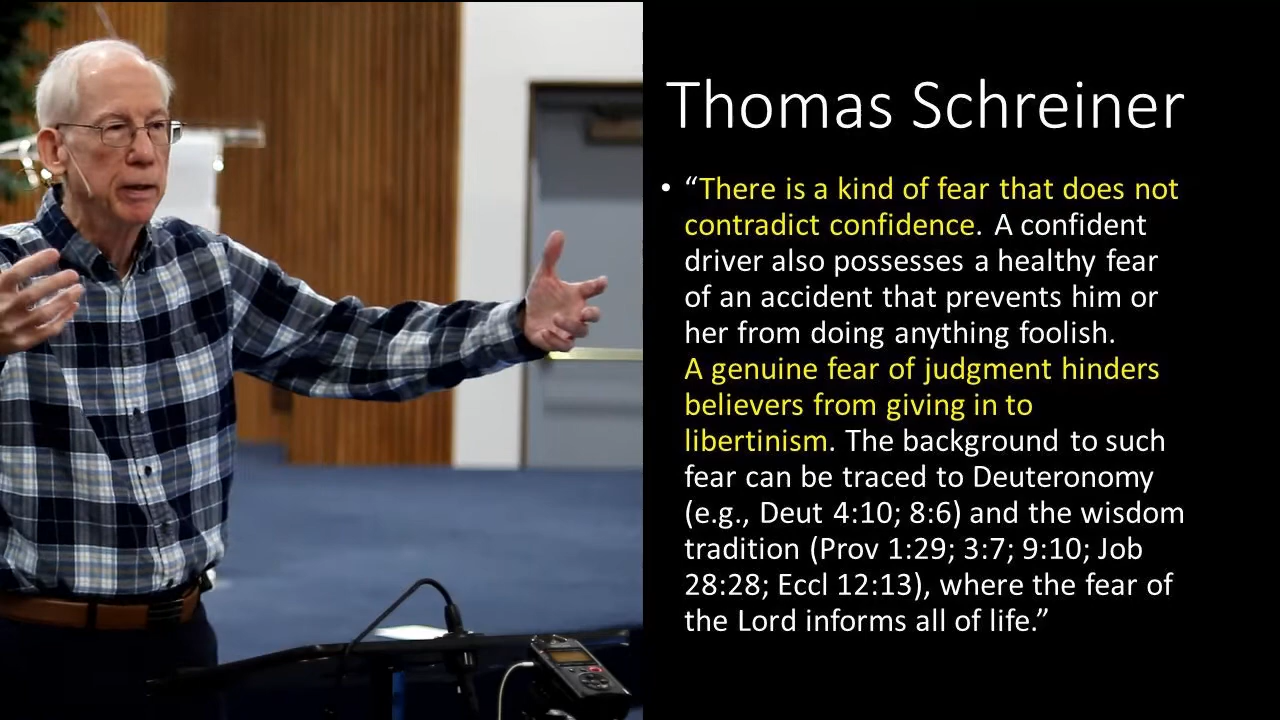 Thomas Schreiner
• “There is a kind of fear that does not
contradict confidence. A confident
driver also possesses a healthy fear
of an accident that prevents him or
her from doing anything foolish.
A genuine fear of judgment hinders
believers from giving in to
libertinism. The background to such
fear can be traced to Deuteronomy
(e.g., Deut 4:10; 8:6) and the wisdom
tradition (Prov 1:29; 3:7; 9:10; Job
28:28; Eccl 12:13), where the fear of
the Lord informs all of life.”